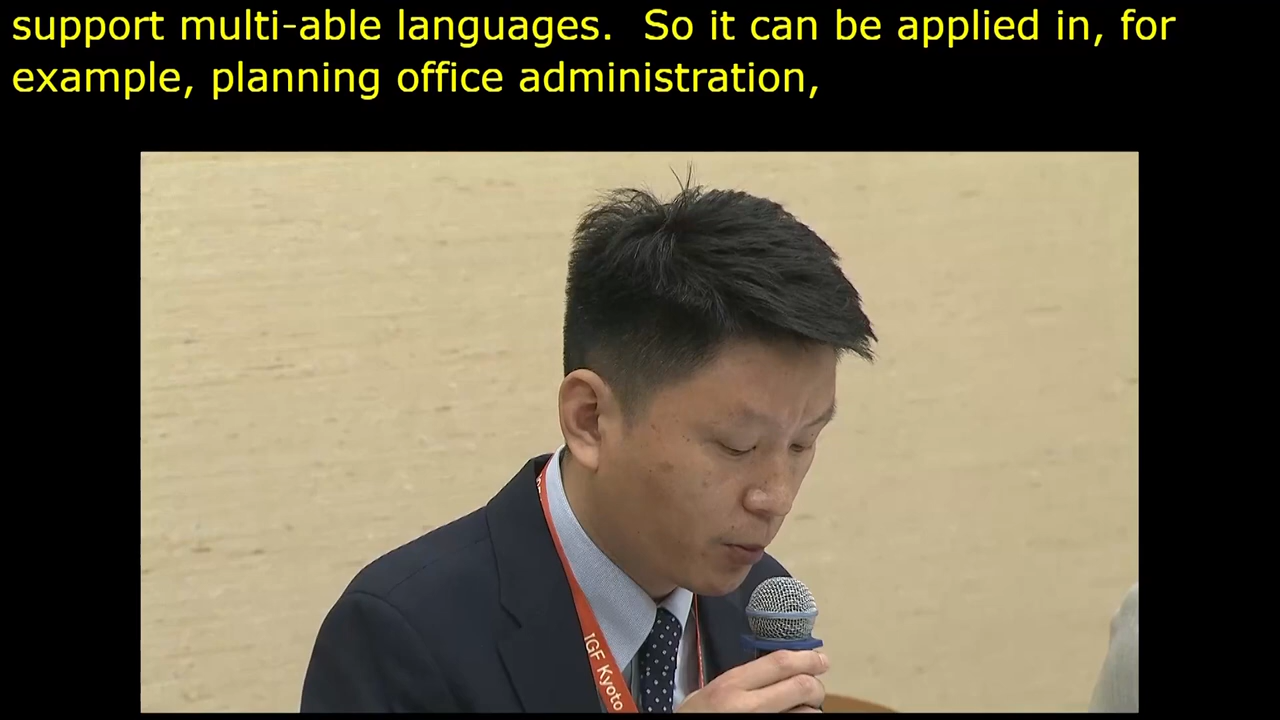 support multi-able languages.  So it can be applied in, for
example, planning office administration,
IGF Kyoto